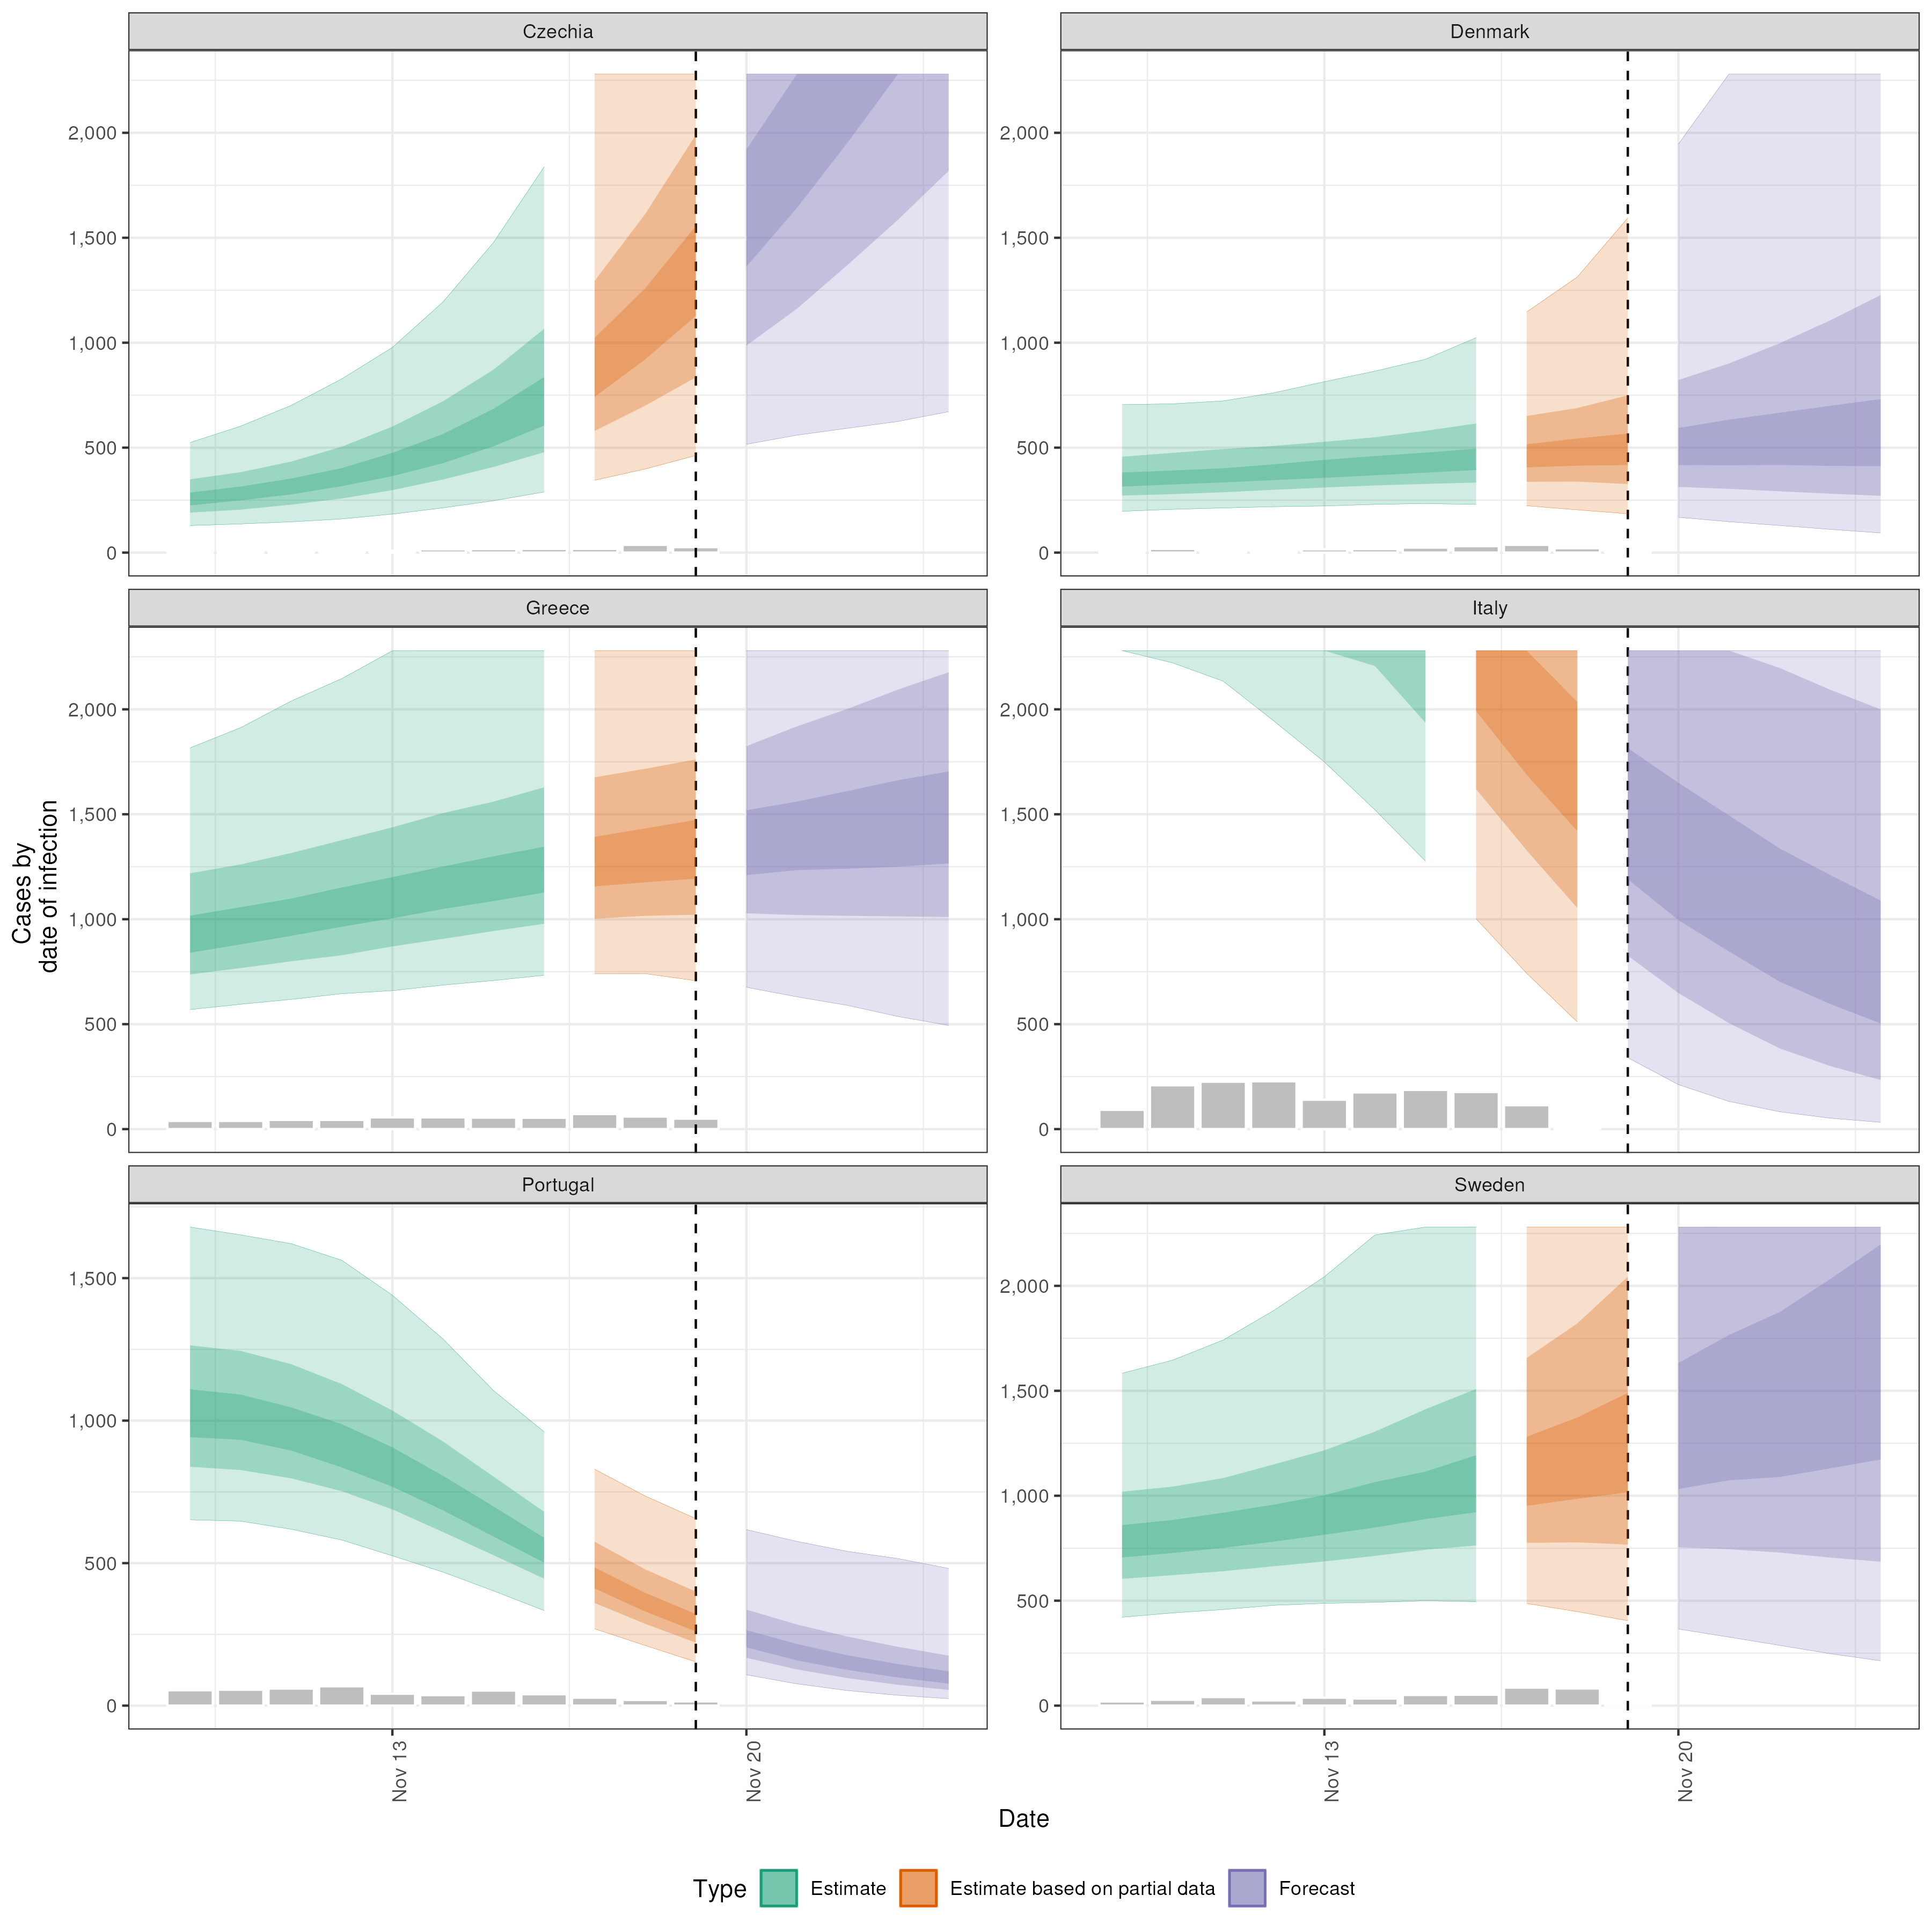 Czechia
Denmark
2,000
1,500
1,000
500
0
2,000
1,500
1,000
500
0
Greece
Italy
2,000
1,500
1,000
500
0
2,000
1,500
1,000
500
0
Cases by
date of infection
Portugal
Sweden
1,500
1,000
500
0
2,000
1,500
1,000
500
0
Nov 13
Nov 20
Nov 13
Nov 20
Date
Type Estimate Estimate based on partial data Forecast